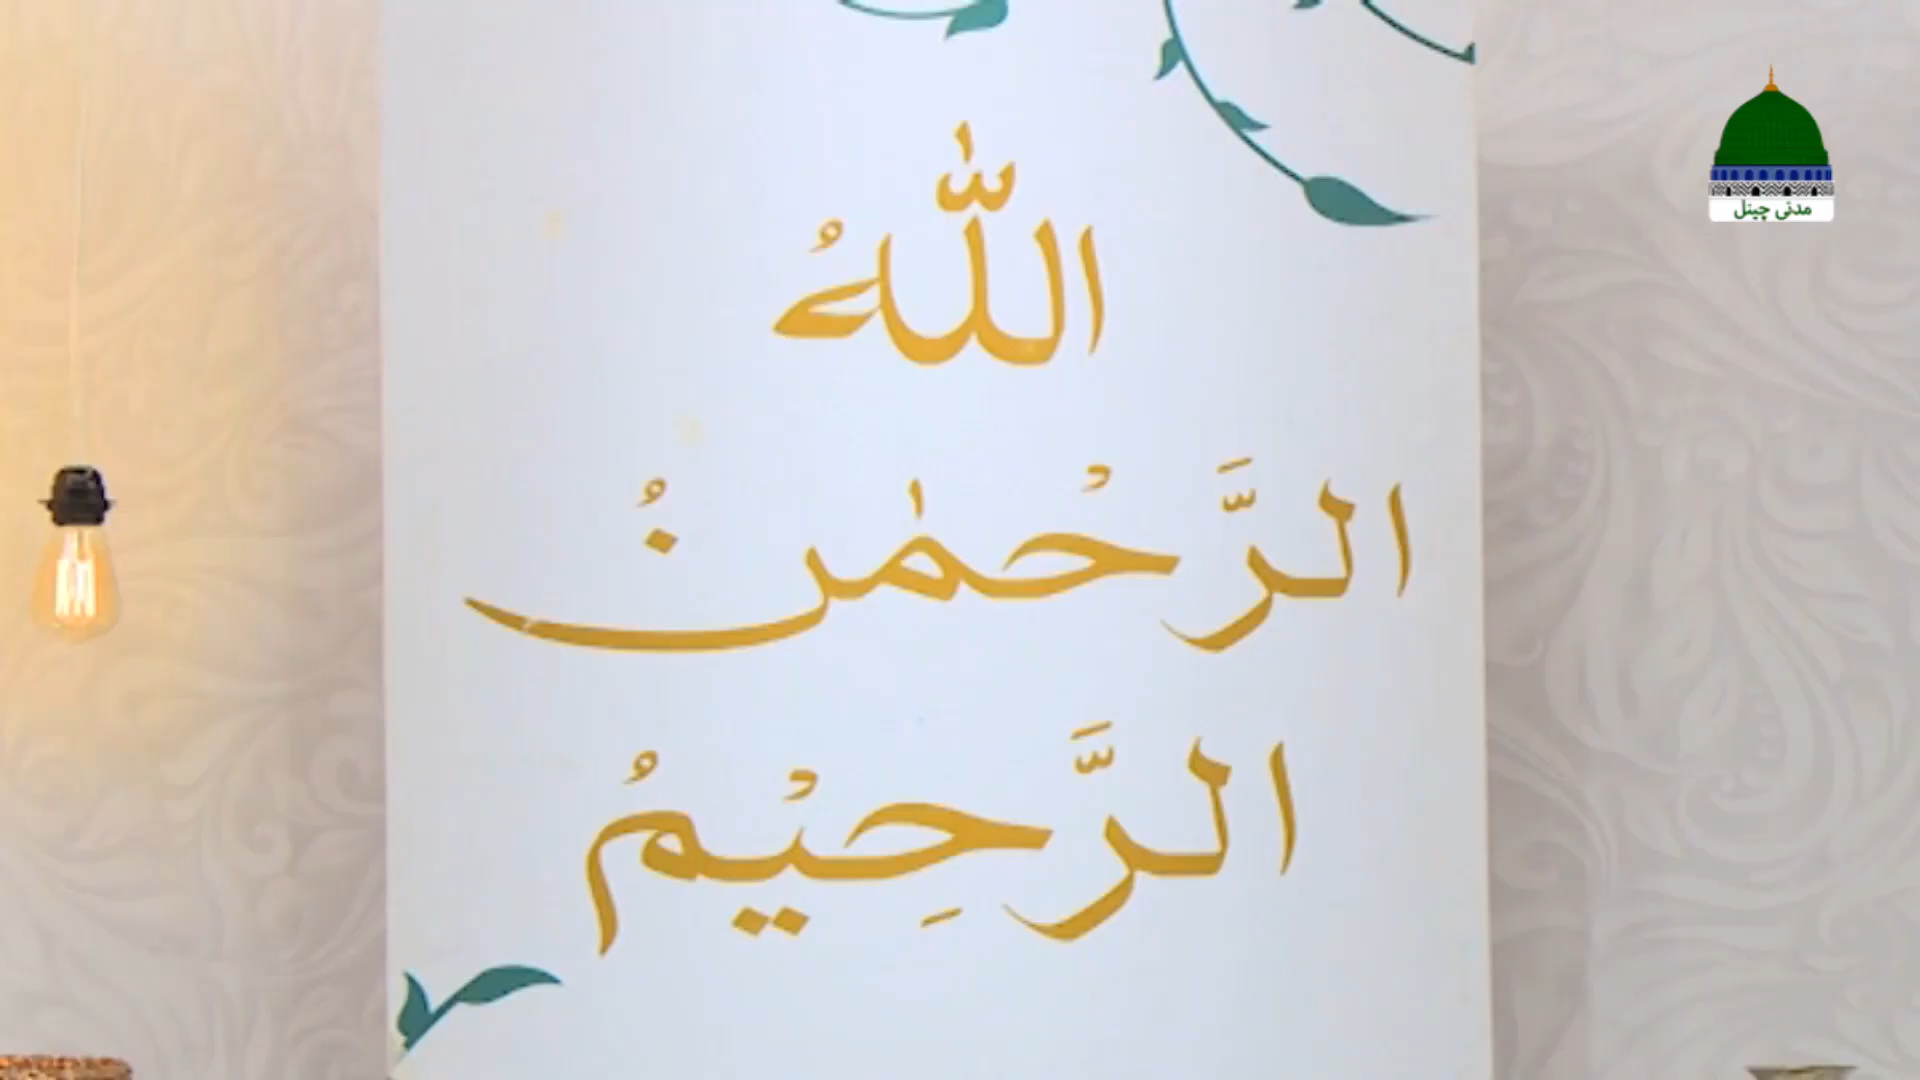 اللّٰهُ
الرَّحْمٰنُ
الرَّحِيْمُ
مدنی چینل